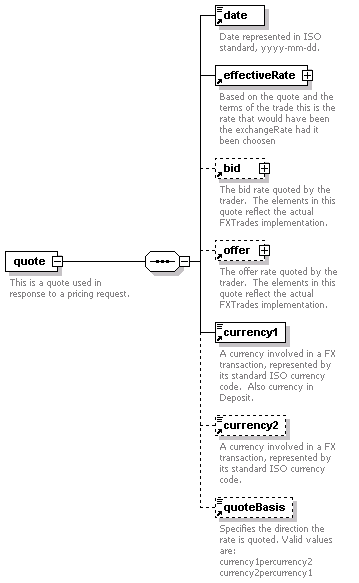 date
Date represented in ISO
standard, yyyy-mm-dd.
effectiveRate
Based on the quote and the
terms of the trade this is the
rate that would have been
the exchangeRate had it
been choosen
bid
The bid rate quoted by the
trader.  The elements in this
quote reflect the actual
FXTrades implementation.
offer
The offer rate quoted by the
trader.  The elements in this
quote reflect the actual
FXTrades implementation.
quote
This is a quote used in
response to a pricing request.
currency1
A currency involved in a FX
transaction, represented by
its standard ISO currency
code.  Also currency in
Deposit.
currency2
A currency involved in a FX
transaction, represented by
its standard ISO currency
code.
quoteBasis
Specifies the direction the
rate is quoted. Valid values
are:
currency1percurrency2
currency2percurrency1